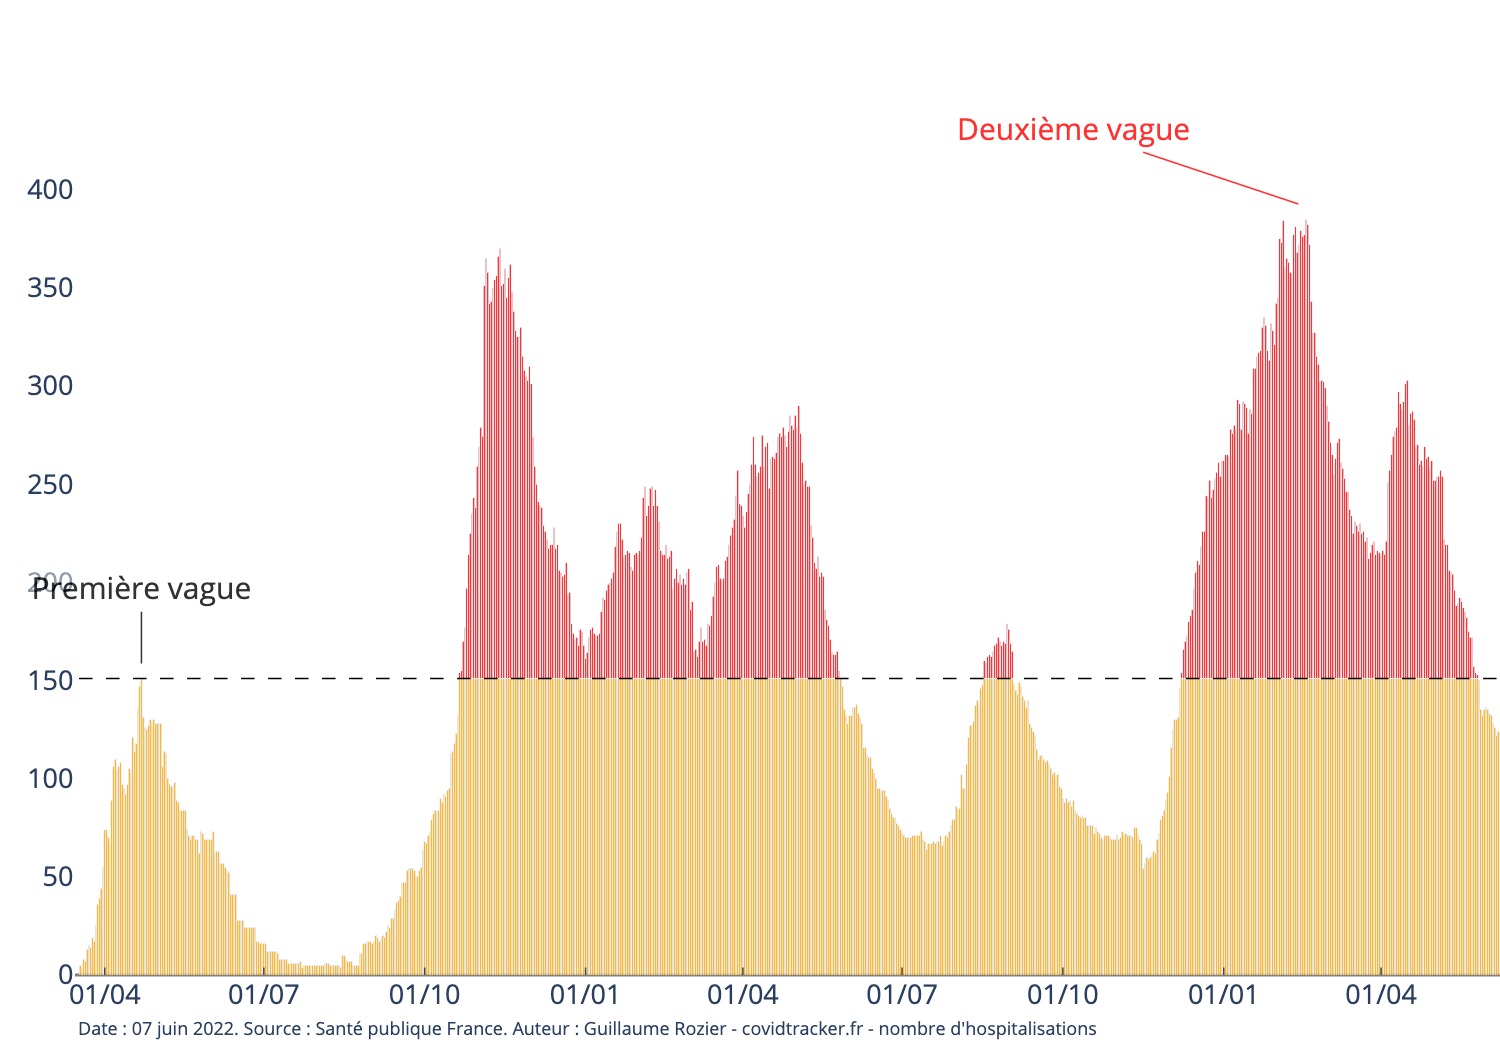 Deuxième vague
400
350
300
250
200
Première vague
150
100
50
0
01/04 01/07 01/10 01/01 01/04 01/07 01/10 01/01 01/04
Date : 07 juin 2022. Source : Santé publique France. Auteur : Guillaume Rozier - covidtracker.fr - nombre d'hospitalisations